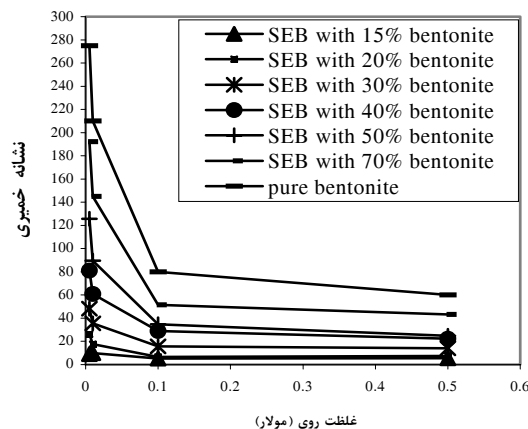 300
280
260
240
220
200
180
160
140
120
100
80
60
40
20
0
نشانه خمیری
SEB with 15% bentonite
SEB with 20% bentonite
SEB with 30% bentonite
SEB with 40% bentonite
SEB with 50% bentonite
SEB with 70% bentonite
pure bentonite
0 0.1 0.2 0.3 0.4 0.5 0.6
غلظت روی (مولار)